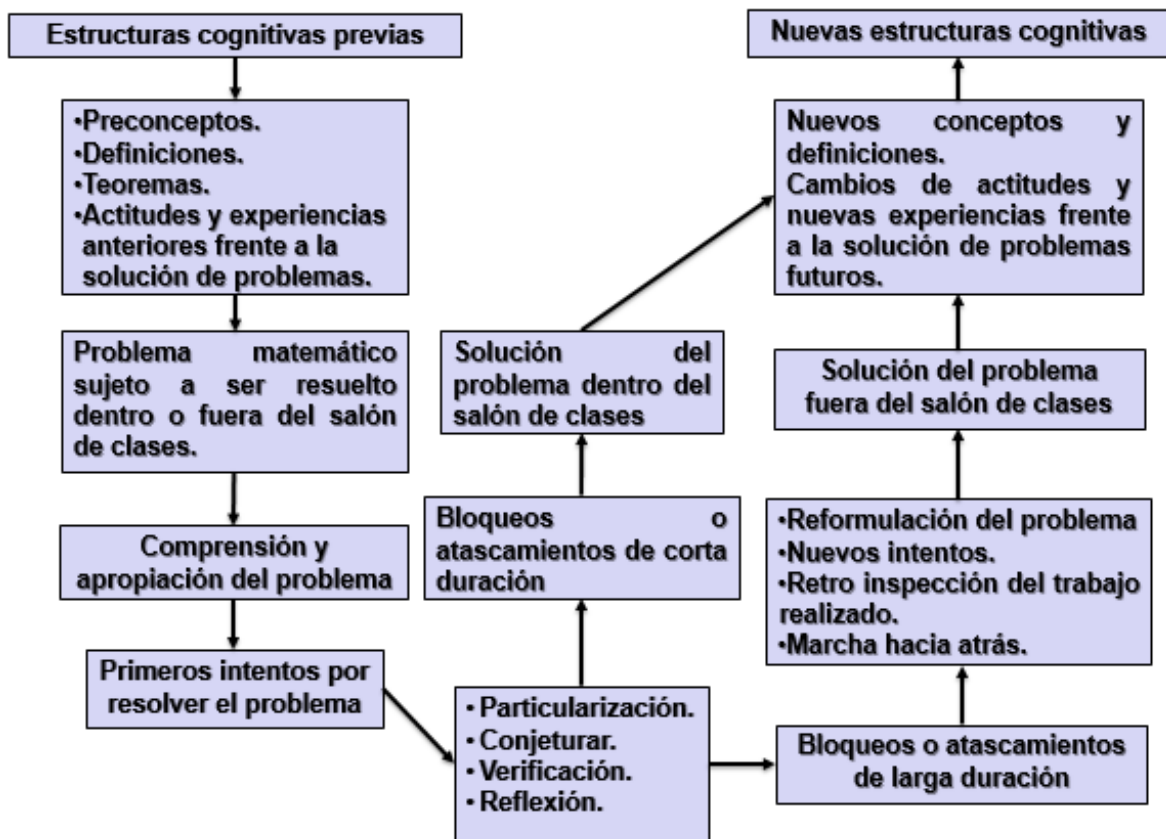 Estructuras cognitivas previas
•Preconceptos.
•Definiciones.
•Teoremas.
•Actitudes y experiencias
anteriores frente a la
solución de problemas.
Problema matemático
sujeto a ser resuelto
dentro o fuera del salón
de clases.
Comprensión y
apropiación del problema
Primeros intentos por
resolver el problema
• Particularización.
• Conjeturar.
• Verificación.
• Reflexión.
Bloqueos o
atascamientos de corta
duración
Solución del
problema dentro del
salón de clases
Bloqueos o atascamientos
de larga duración
•Reformulación del problema
•Nuevos intentos.
•Retro inspección del trabajo
realizado.
•Marcha hacia atrás.
Solución del problema
fuera del salón de clases
Nuevos conceptos y
definiciones.
Cambios de actitudes y
nuevas experiencias frente
a la solución de problemas
futuros.
Nuevas estructuras cognitivas